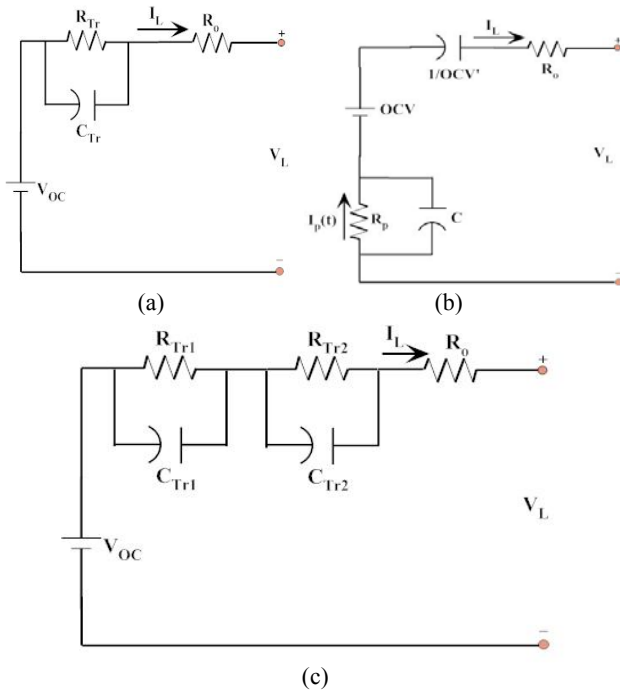 R_Tr
I_L
R_o
+
C_Tr
V_OC
V_L
−
(a)
I_L
+
1/OCV'
R_o
OCV
V_L
I_p(t)
R_p
C
−
(b)
R_Tr1
R_Tr2
I_L
R_o
+
C_Tr1
C_Tr2
V_OC
V_L
−
(c)